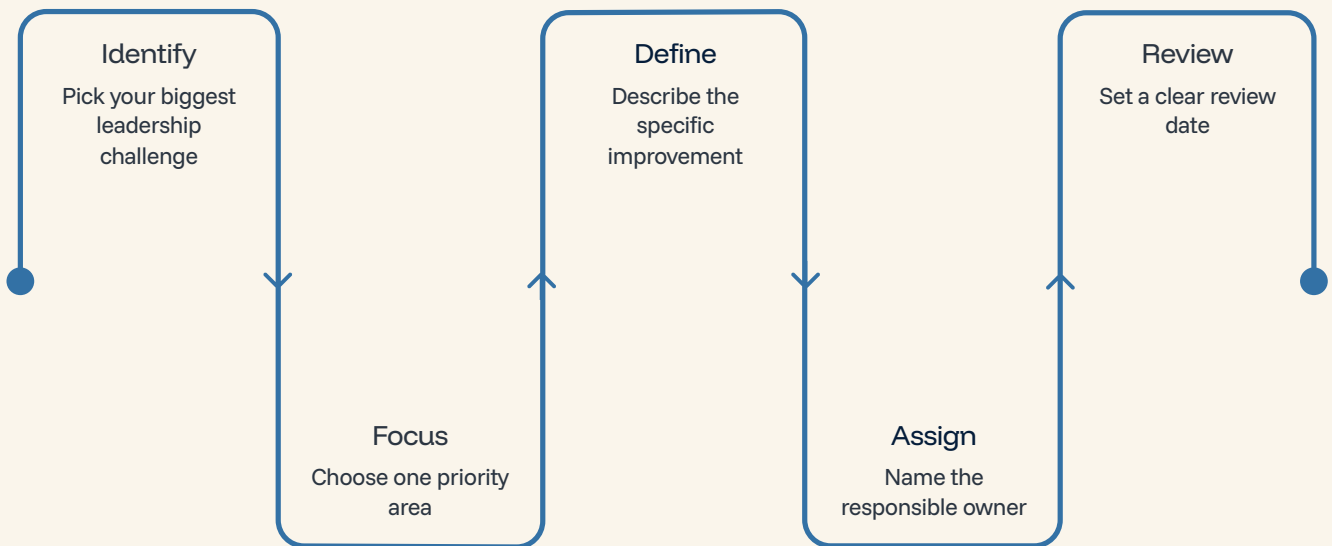 Identify
Pick your biggest
leadership
challenge
Focus
Choose one priority
area
Define
Describe the
specific
improvement
Assign
Name the
responsible owner
Review
Set a clear review
date